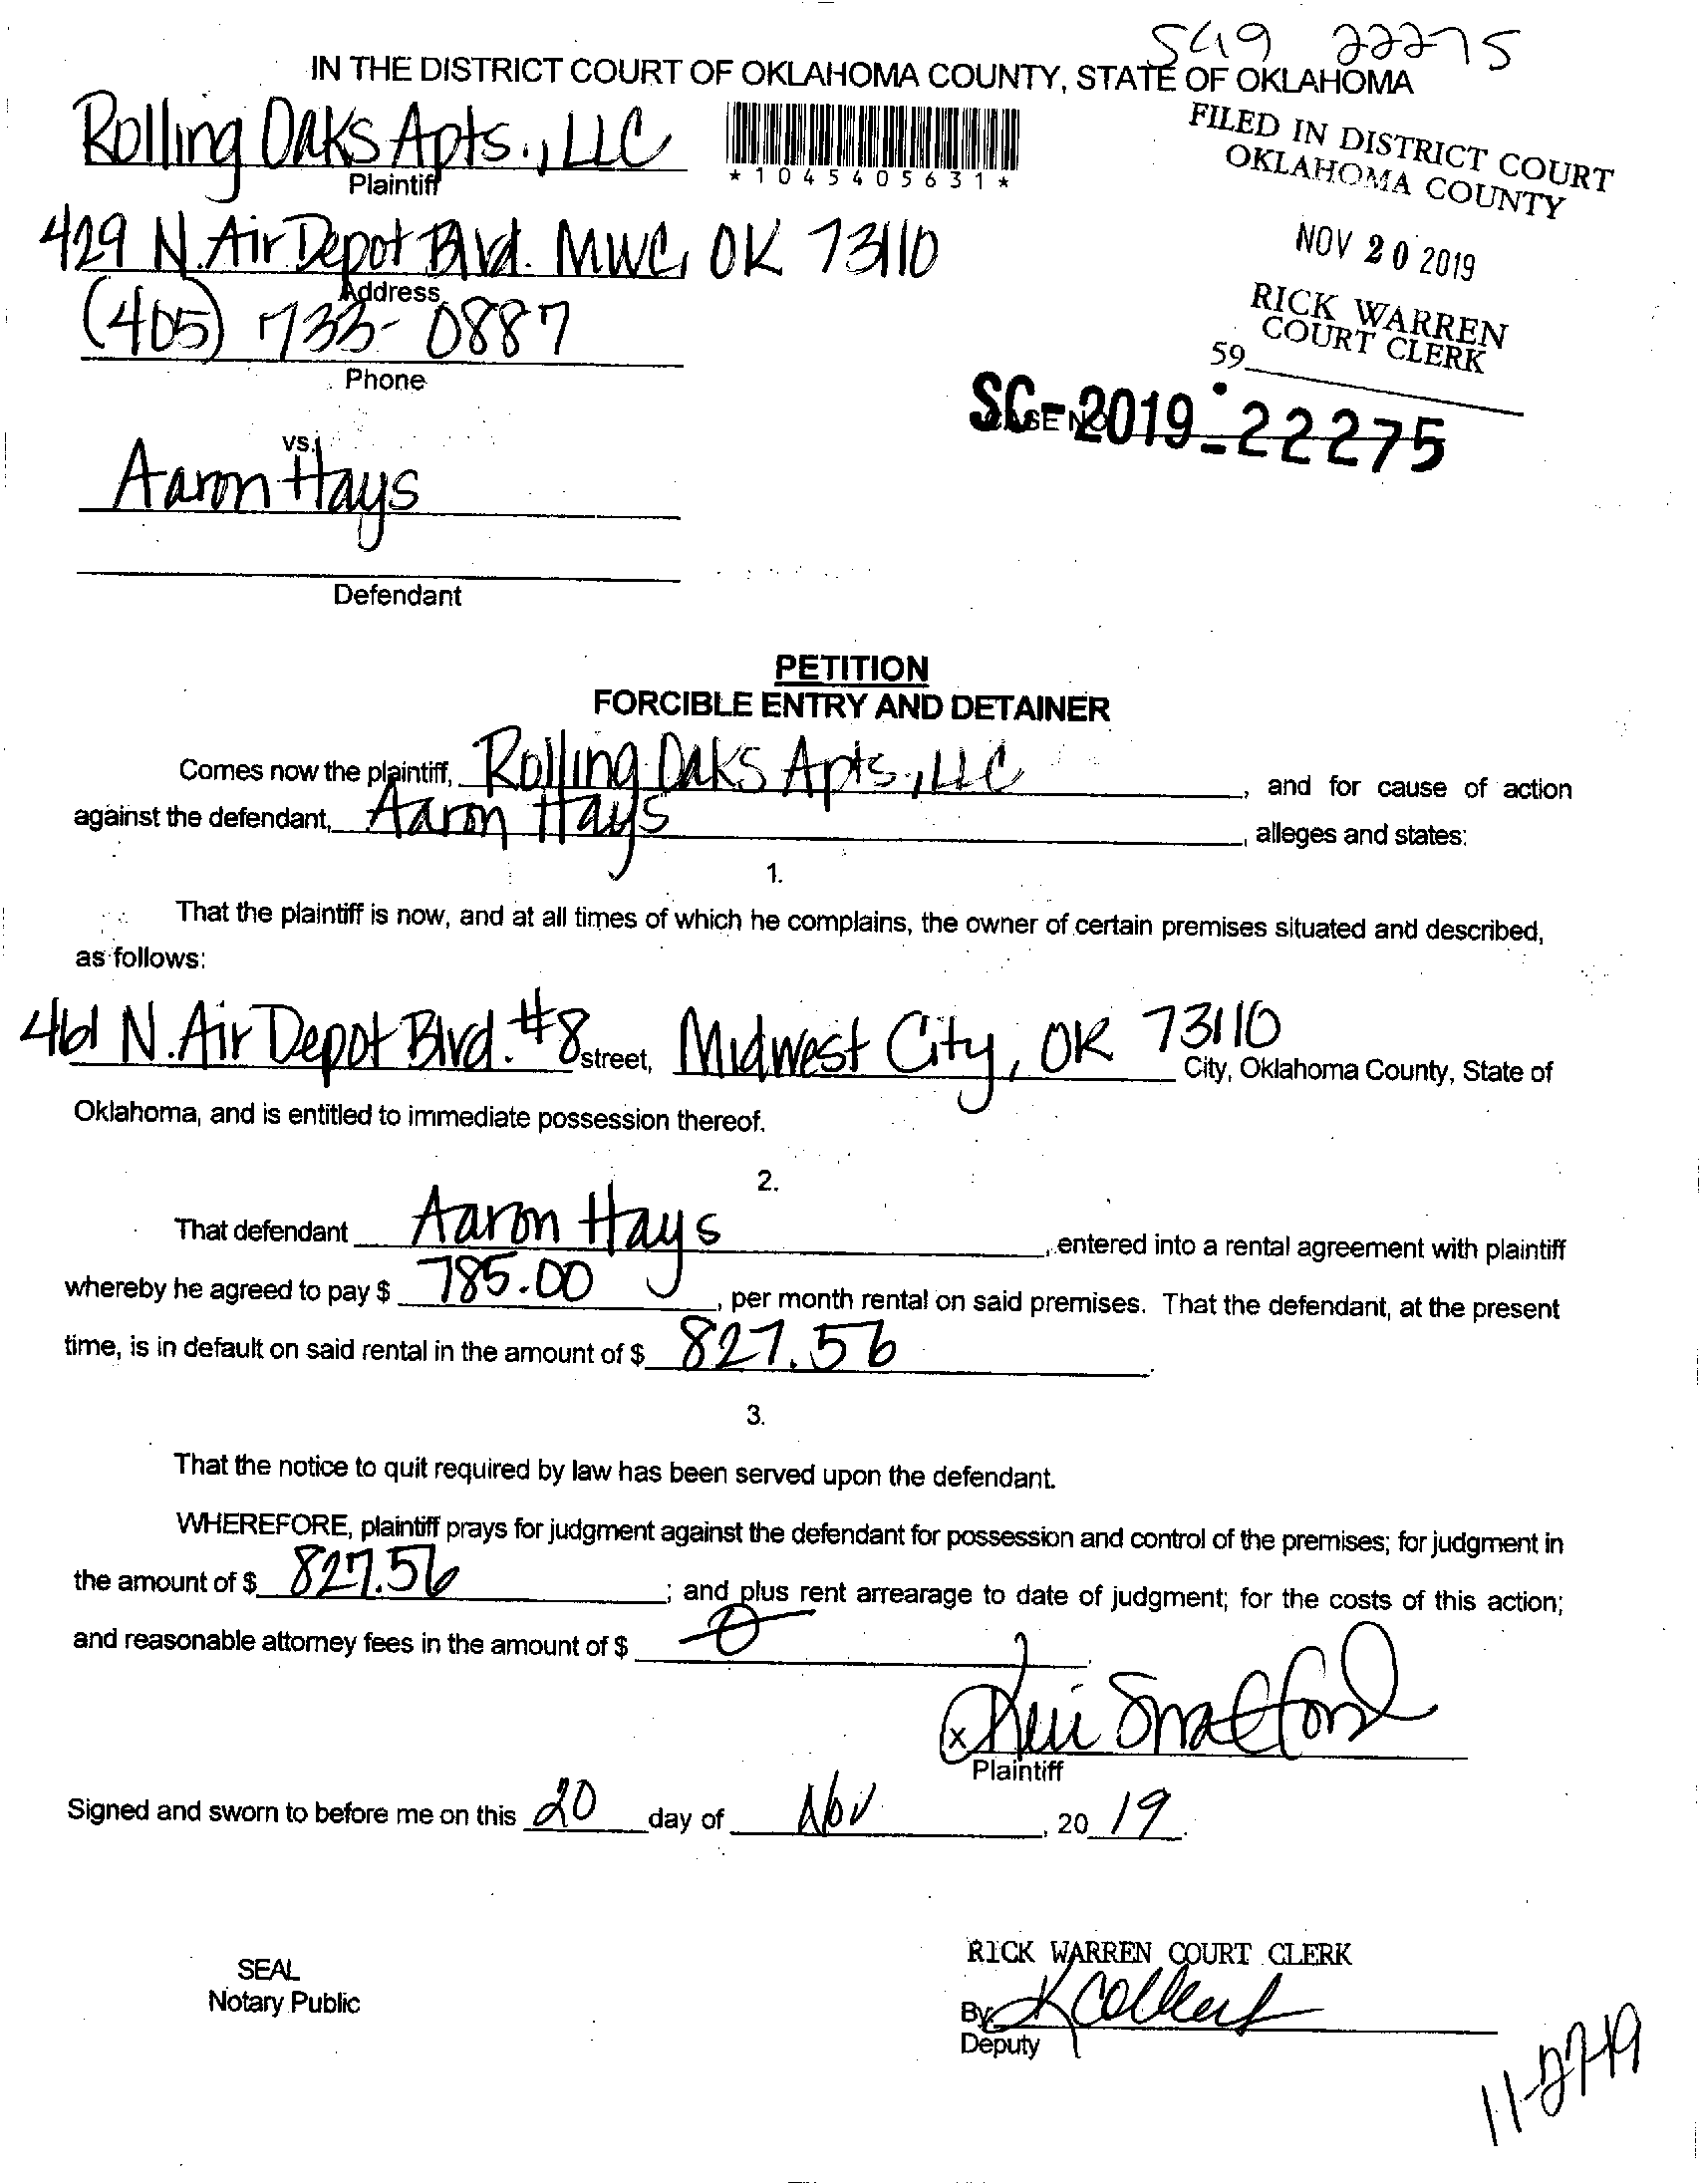 SC19 22275
IN THE DISTRICT COURT OF OKLAHOMA COUNTY, STATE OF OKLAHOMA
Rolling Oaks Apts., LLC
Plaintiff
*1045405631*
FILED IN DISTRICT COURT
OKLAHOMA COUNTY
NOV 20 2019
RICK WARREN
COURT CLERK
59
429 N. Air Depot Blvd. MWC, OK 73110
Address
(405) 733-0887
Phone
CASE NO.
SC-2019-22275
vs.
Aaron Hays
Defendant
PETITION
FORCIBLE ENTRY AND DETAINER
Comes now the plaintiff, Rolling Oaks Apts., LLC, and for cause of action
against the defendant, Aaron Hays, alleges and states:
1.
That the plaintiff is now, and at all times of which he complains, the owner of certain premises situated and described,
as follows:
461 N. Air Depot Blvd. #8 street, Midwest City, OK 73110 City, Oklahoma County, State of
Oklahoma, and is entitled to immediate possession thereof.
2.
That defendant Aaron Hays, entered into a rental agreement with plaintiff
whereby he agreed to pay $ 785.00, per month rental on said premises. That the defendant, at the present
time, is in default on said rental in the amount of $ 827.56.
3.
That the notice to quit required by law has been served upon the defendant.
WHEREFORE, plaintiff prays for judgment against the defendant for possession and control of the premises; for judgment in
the amount of $ 827.56; and plus rent arrearage to date of judgment; for the costs of this action;
and reasonable attorney fees in the amount of $ 0.
x
Plaintiff
Signed and sworn to before me on this 20 day of Nov, 20 19.
SEAL
Notary Public
RICK WARREN COURT CLERK
By
Deputy
11-27-19